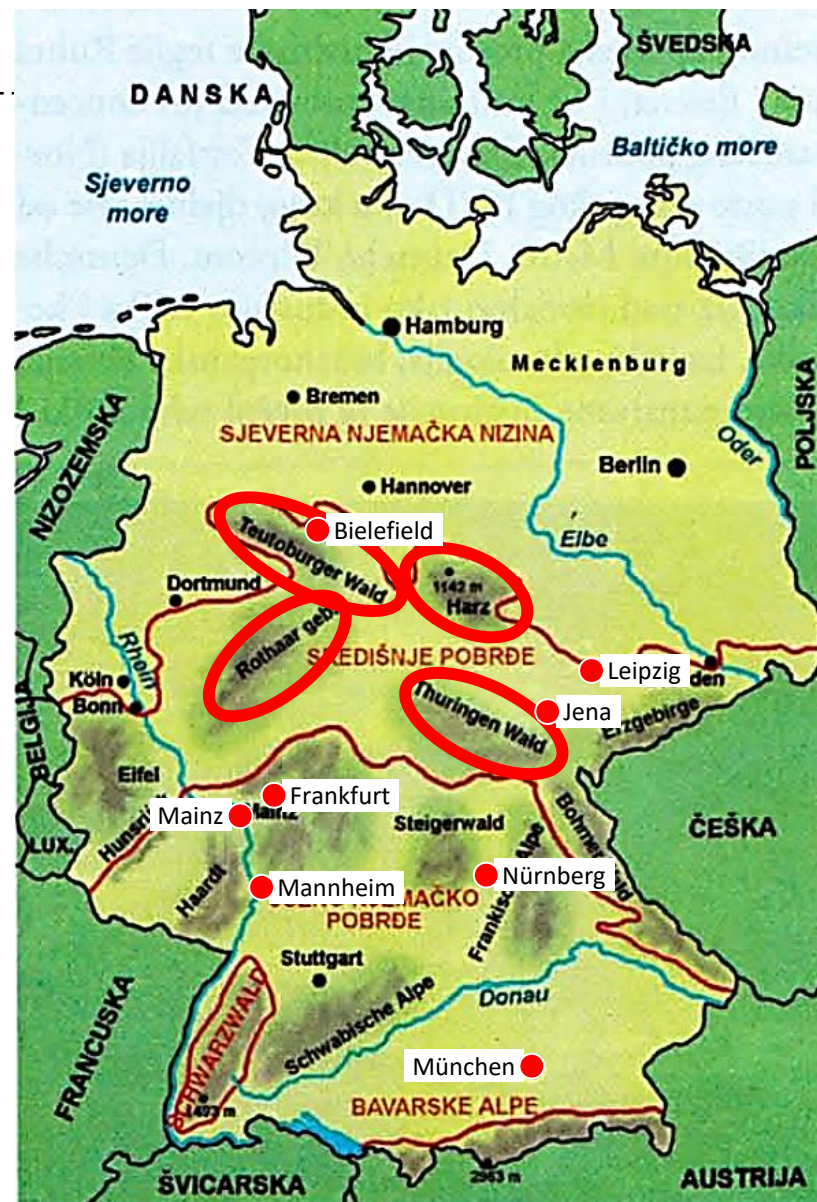 ŠVEDSKA
DANSKA
Baltičko more
Sjeverno
more
Hamburg
Mecklenburg
Bremen
SJEVERNA NJEMAČKA NIZINA
Oder
POLJSKA
Berlin
NIZOZEMSKA
Hannover
Bielefield
Teutoburger Wald
Elbe
1142 m
Harz
Dortmund
Rothaar geb.
SREDIŠNJE POBRĐE
Leipzig
den
Rhein
Köln
Bonn
Thuringen Wald
Jena
Erzgebirge
BELGIJA
Eifel
Frankfurt
Mainz
Mainz
Steigerwald
ČEŠKA
LUX.
Haardt
Mannheim
Nürnberg
POBRĐE
Stuttgart
Donau
Schwabische Alpe
FRANCUSKA
SCHWARZWALD
München
1493 m
BAVARSKE ALPE
2963 m
ŠVICARSKA
AUSTRIJA